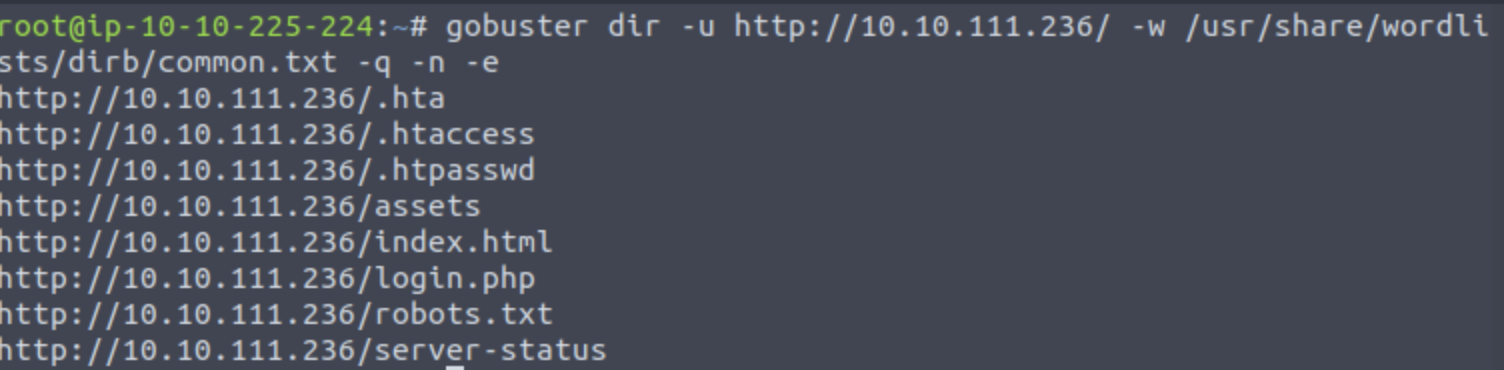 root@ip-10-10-225-224:~# gobuster dir -u http://10.10.111.236/ -w /usr/share/wordli
sts/dirb/common.txt -q -n -e
http://10.10.111.236/.hta
http://10.10.111.236/.htaccess
http://10.10.111.236/.htpasswd
http://10.10.111.236/assets
http://10.10.111.236/index.html
http://10.10.111.236/login.php
http://10.10.111.236/robots.txt
http://10.10.111.236/server-status